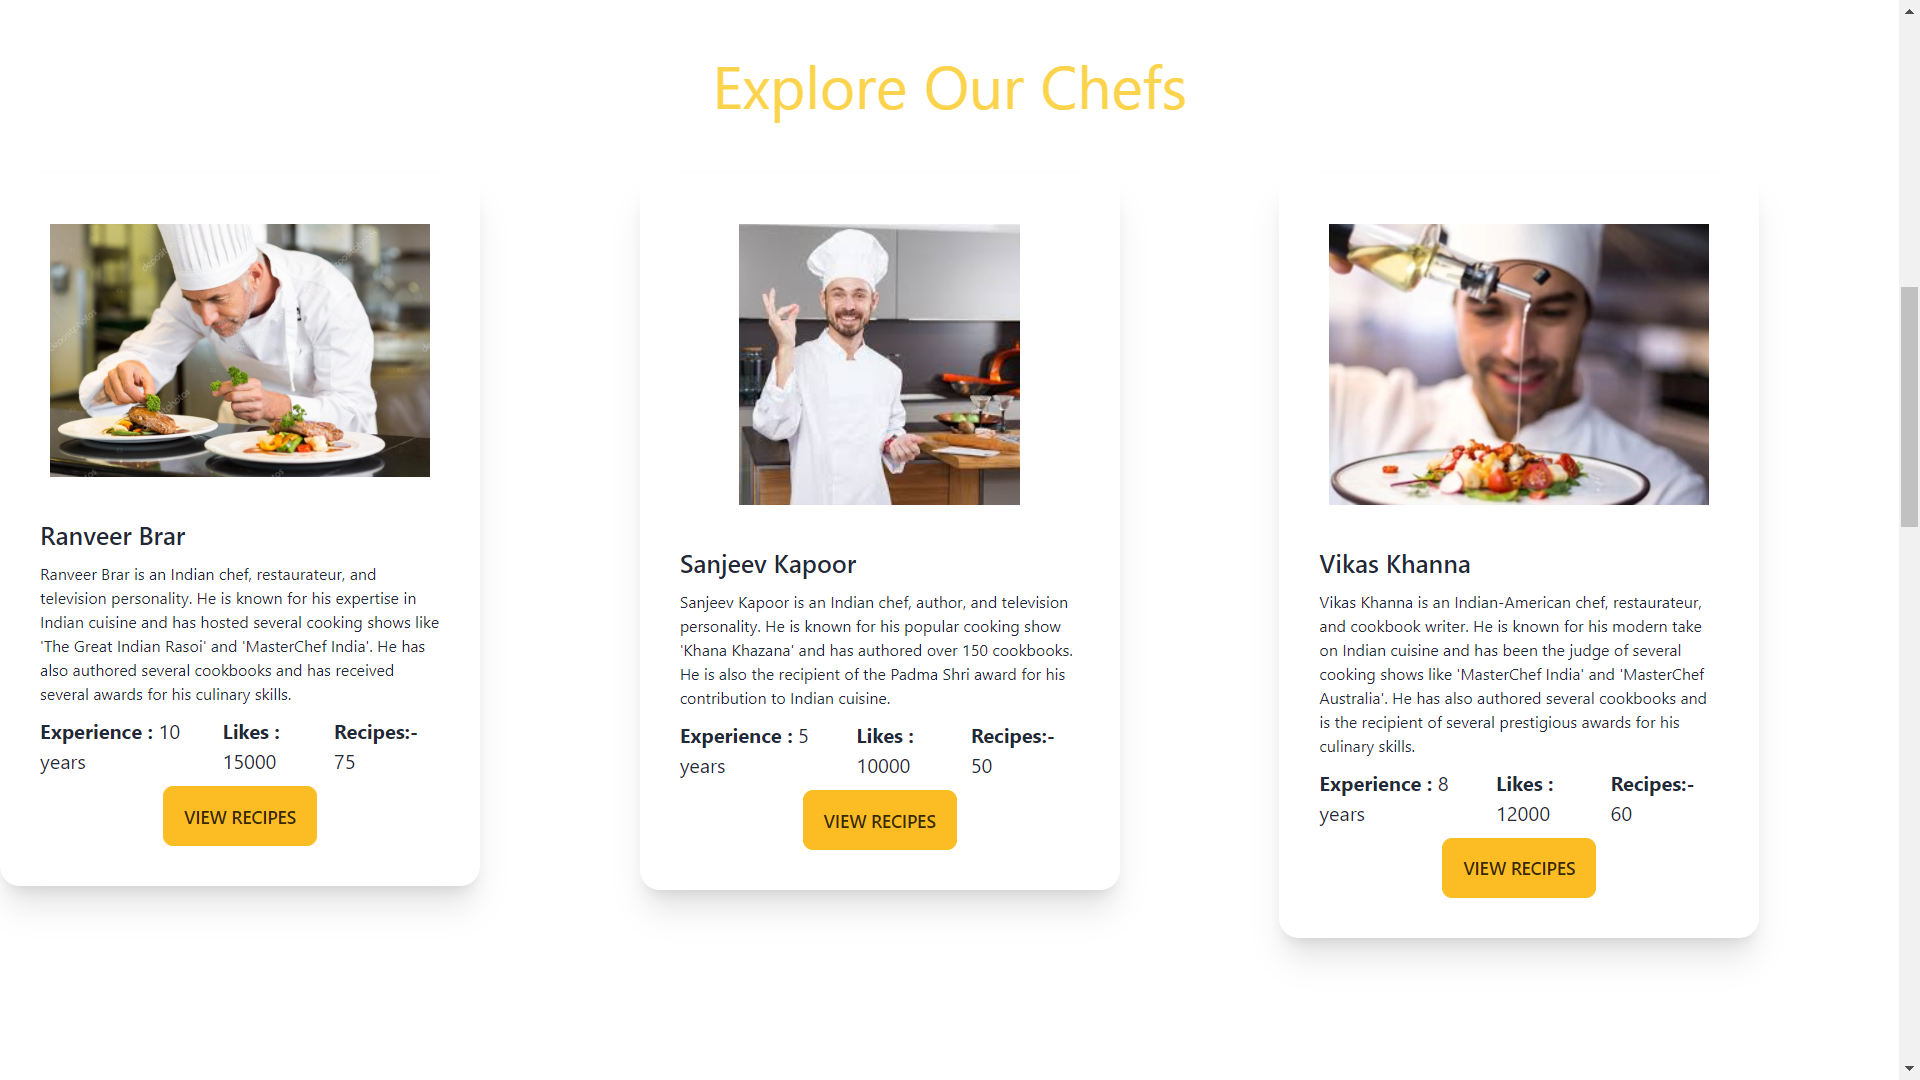 Explore Our Chefs
depositphotos
Ranveer Brar
Ranveer Brar is an Indian chef, restaurateur, and
television personality. He is known for his expertise in
Indian cuisine and has hosted several cooking shows like
'The Great Indian Rasoi' and 'MasterChef India'. He has
also authored several cookbooks and has received
several awards for his culinary skills.
Experience : 10
years
Likes :
15000
Recipes:-
75
VIEW RECIPES
Sanjeev Kapoor
Sanjeev Kapoor is an Indian chef, author, and television
personality. He is known for his popular cooking show
'Khana Khazana' and has authored over 150 cookbooks.
He is also the recipient of the Padma Shri award for his
contribution to Indian cuisine.
Experience : 5
years
Likes :
10000
Recipes:-
50
VIEW RECIPES
Vikas Khanna
Vikas Khanna is an Indian-American chef, restaurateur,
and cookbook writer. He is known for his modern take
on Indian cuisine and has been the judge of several
cooking shows like 'MasterChef India' and 'MasterChef
Australia'. He has also authored several cookbooks and
is the recipient of several prestigious awards for his
culinary skills.
Experience : 8
years
Likes :
12000
Recipes:-
60
VIEW RECIPES